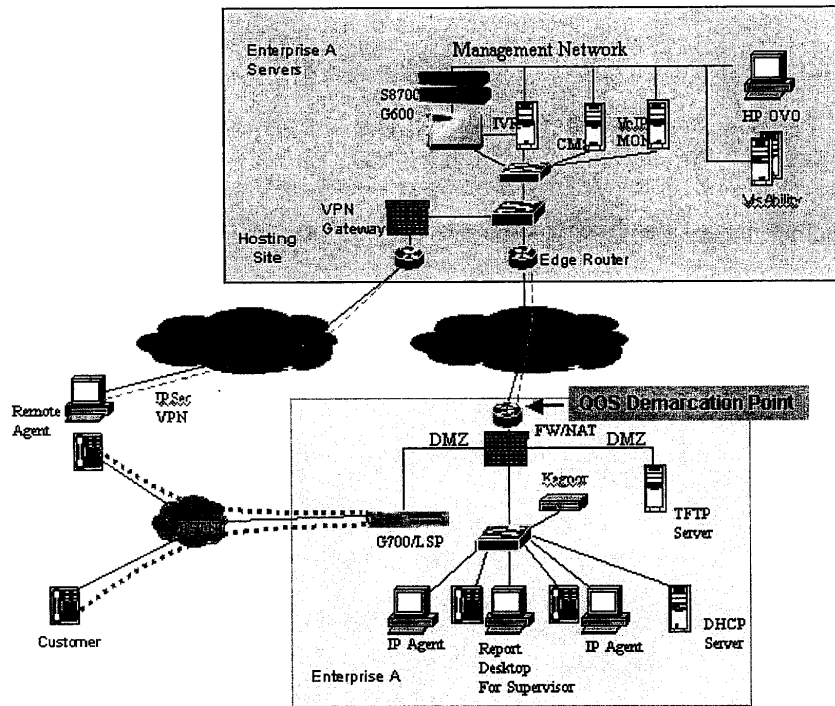 Enterprise A
Servers
Management Network
S8700
G600
IVR
CMS
VoIP
MON
HP OVO
VisAbility
VPN
Gateway
Hosting
Site
Edge Router
Remote
Agent
IPSec
VPN
QOS Demarcation Point
FW/NAT
DMZ
DMZ
TFTP
Server
G700/LSP
Customer
IP Agent
Report
Desktop
For Supervisor
IP Agent
DHCP
Server
Enterprise A